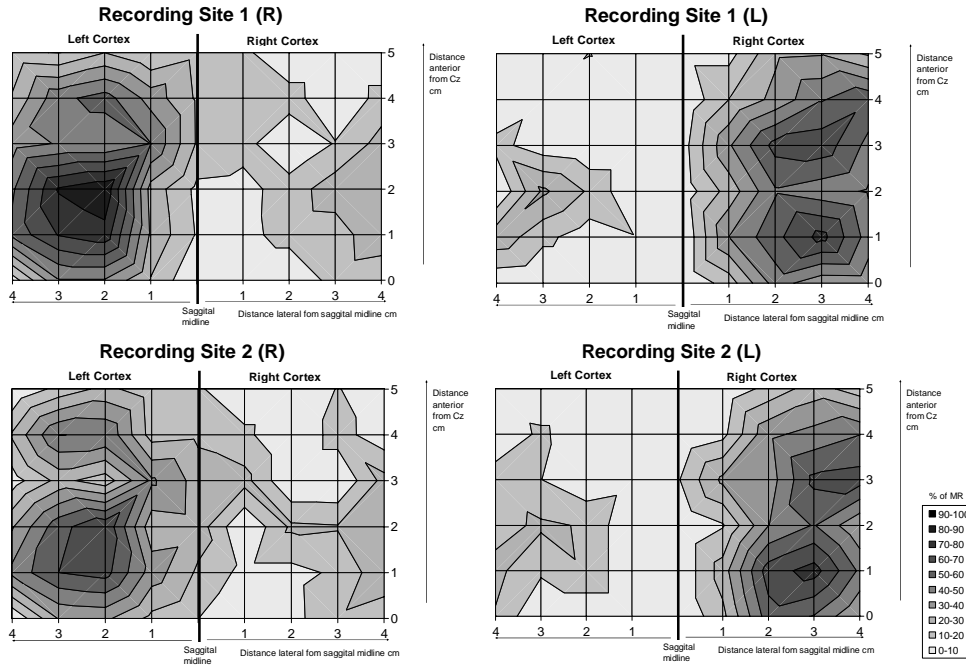 Recording Site 1 (R)
Left Cortex
Right Cortex
5
4
3
2
1
0
4
3
2
1
1
2
3
4
Distance
anterior
from Cz
cm
Saggital
midline
Distance lateral fom saggital midline cm
Recording Site 1 (L)
Left Cortex
Right Cortex
5
4
3
2
1
0
4
3
2
1
1
2
3
4
Distance
anterior
from Cz
cm
Saggital
midline
Distance lateral fom saggital midline cm
Recording Site 2 (R)
Left Cortex
Right Cortex
5
4
3
2
1
0
4
3
2
1
1
2
3
4
Distance
anterior
from Cz
cm
Saggital
midline
Distance lateral fom saggital midline cm
Recording Site 2 (L)
Left Cortex
Right Cortex
5
4
3
2
1
0
4
3
2
1
1
2
3
4
Distance
anterior
from Cz
cm
Saggital
midline
Distance lateral fom saggital midline cm
% of MR
90-100
80-90
70-80
60-70
50-60
40-50
30-40
20-30
10-20
0-10